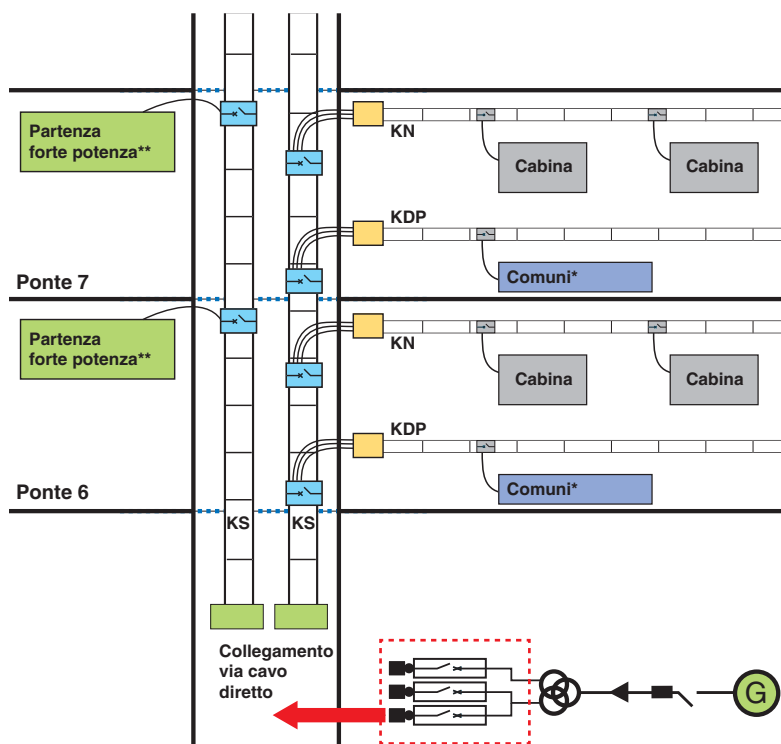 Partenza
forte potenza**
KN
Cabina
Cabina
KDP
Ponte 7
Comuni*
Partenza
forte potenza**
KN
Cabina
Cabina
KDP
Ponte 6
Comuni*
KS
KS
Collegamento
via cavo
diretto
G